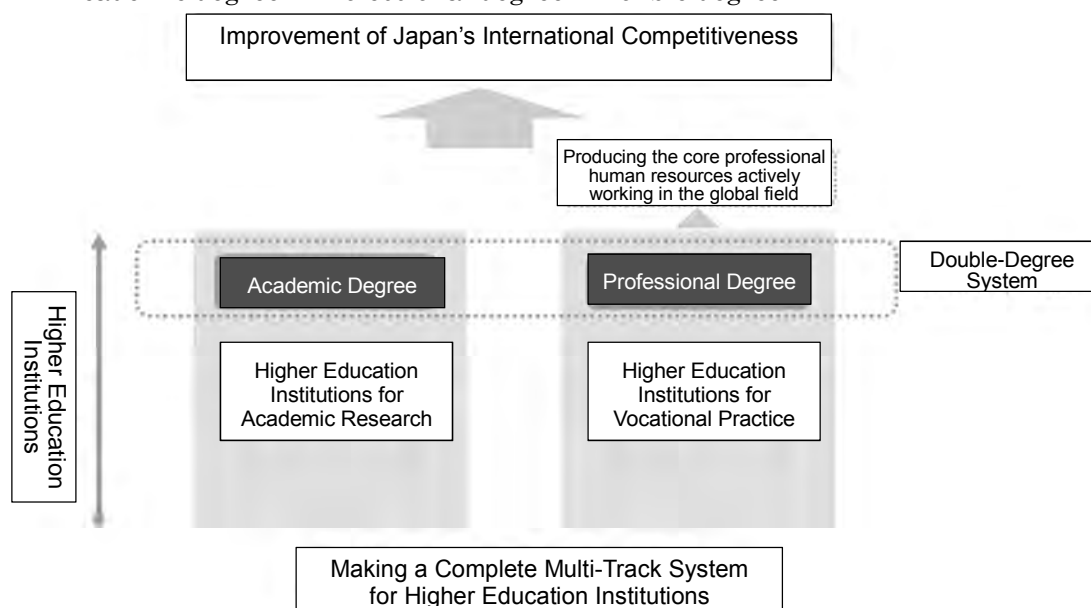 Improvement of Japan’s International Competitiveness
Producing the core professional
human resources actively
working in the global field
Double-Degree
System
Academic Degree
Professional Degree
Higher Education
Institutions
Higher Education
Institutions for
Academic Research
Higher Education
Institutions for
Vocational Practice
Making a Complete Multi-Track System
for Higher Education Institutions